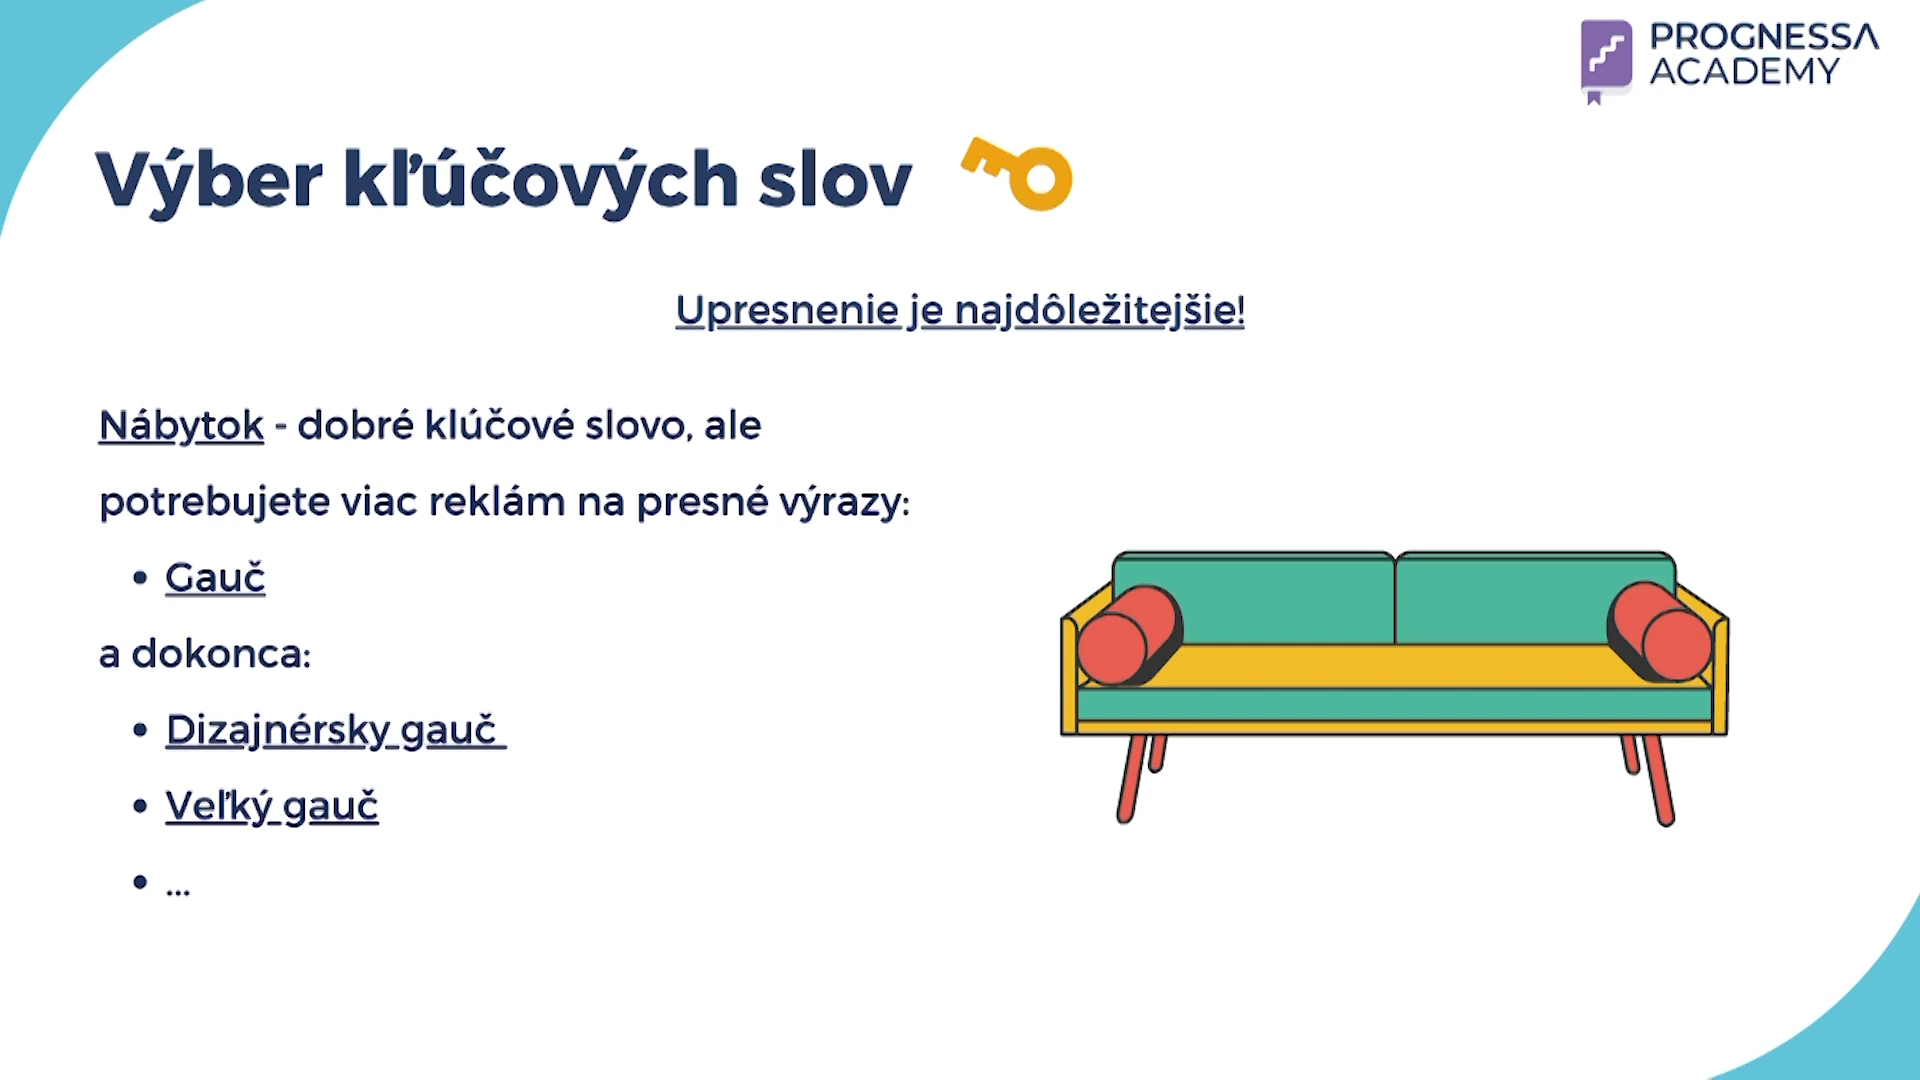 PROGNESSA
ACADEMY
Výber kľúčových slov
Upresnenie je najdôležitejšie!
Nábytok - dobré klúčové slovo, ale
potrebujete viac reklám na presné výrazy:
• Gauč
a dokonca:
• Dizajnérsky gauč
• Veľký gauč
• ...